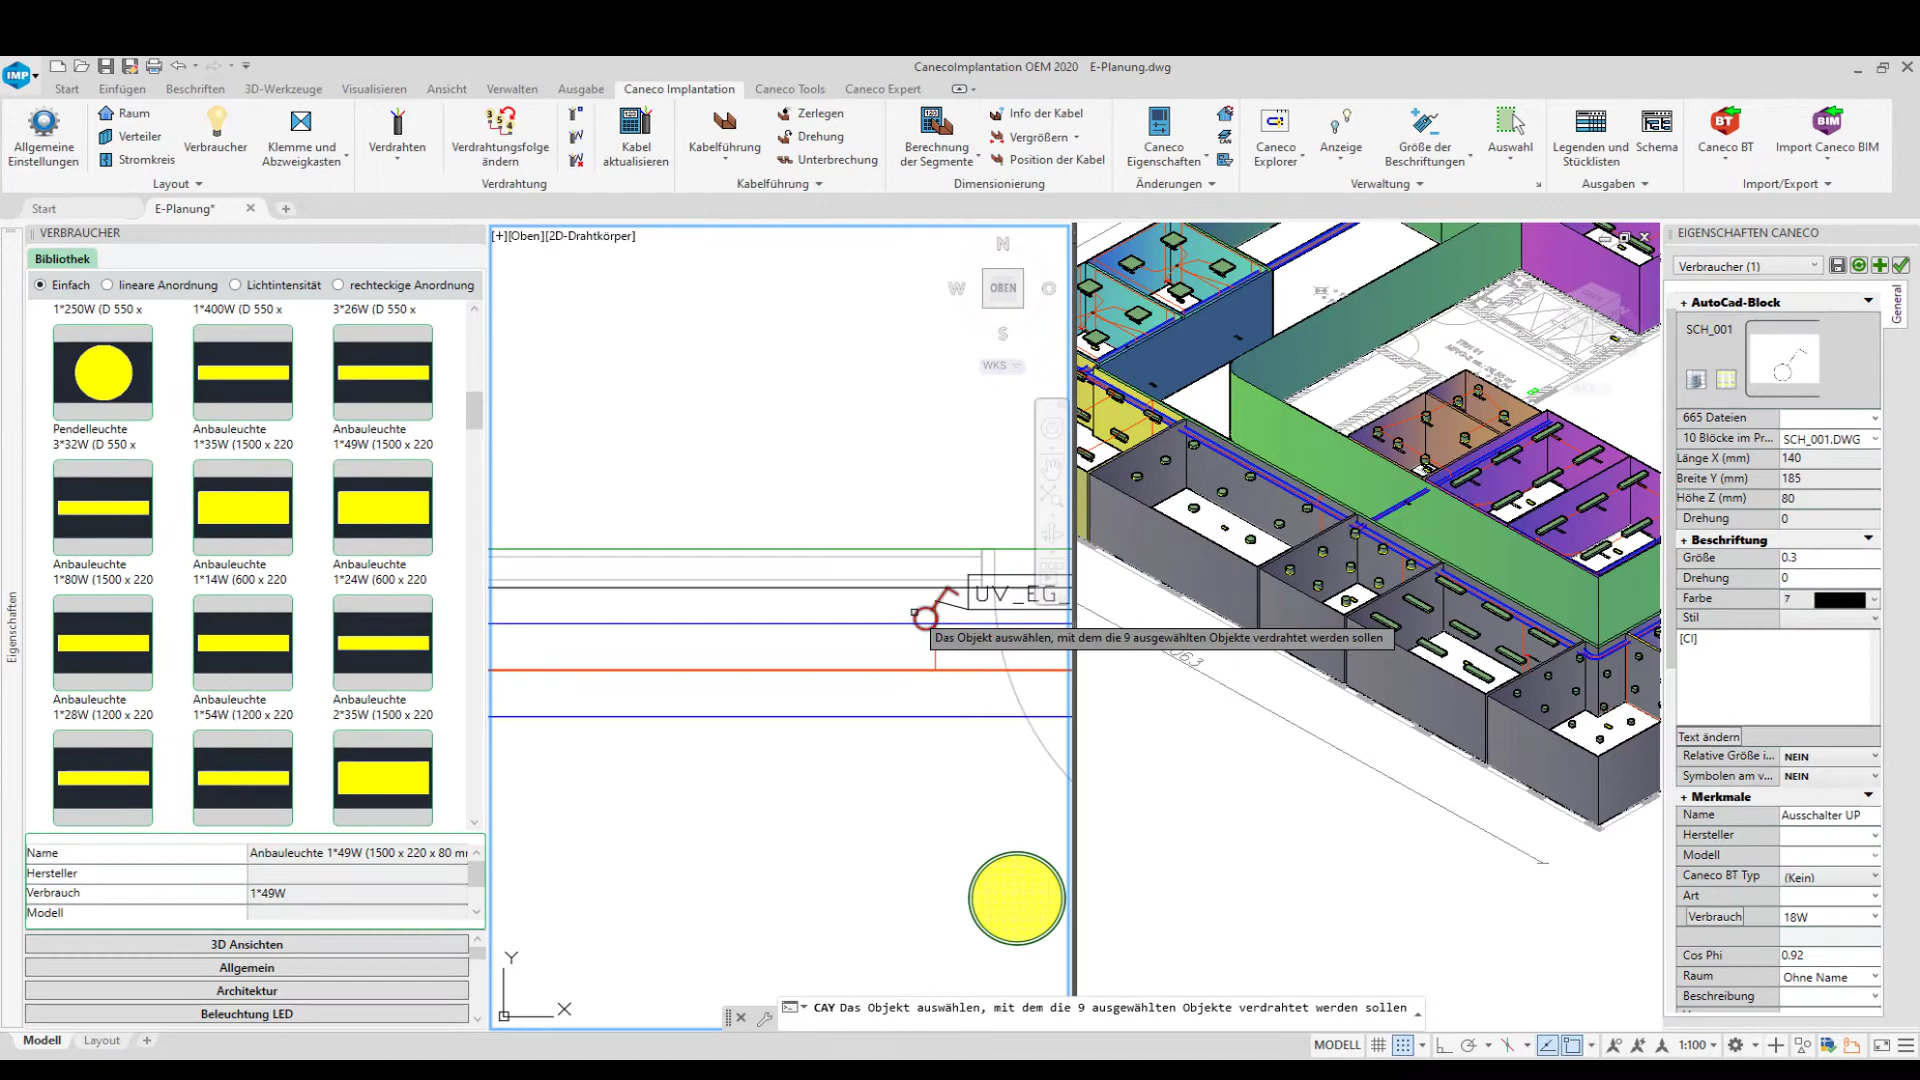 IMP
CanecoImplantation OEM 2020 E-Planung.dwg
Start Einfügen Beschriften 3D-Werkzeuge Visualisieren Ansicht Verwalten Ausgabe Caneco Implantation Caneco Tools Caneco Expert
Allgemeine Einstellungen
Raum
Verteiler
Stromkreis
Verbraucher
Klemme und Abzweigkasten
Verdrahten
Verdrahtungsfolge ändern
Kabel aktualisieren
Kabelführung
Zerlegen
Drehung
Unterbrechung
Berechnung der Segmente
Info der Kabel
Vergrößern
Position der Kabel
Caneco Eigenschaften
Caneco Explorer
Anzeige
Größe der Beschriftungen
Auswahl
Legenden und Stücklisten
Schema
BT
Caneco BT
BIM
Import Caneco BIM
Layout Verdrahtung Kabelführung Dimensionierung Änderungen Verwaltung Ausgaben Import/Export
Start E-Planung*
VERBRAUCHER
Bibliothek
Einfach lineare Anordnung Lichtintensität rechteckige Anordnung
1*250W (D 550 x 1*400W (D 550 x 3*26W (D 550 x
Pendelleuchte Anbauleuchte Anbauleuchte
3*32W (D 550 x 1*35W (1500 x 220 1*49W (1500 x 220
Anbauleuchte Anbauleuchte Anbauleuchte
1*80W (1500 x 220 1*14W (600 x 220 1*24W (600 x 220
Anbauleuchte Anbauleuchte Anbauleuchte
1*28W (1200 x 220 1*54W (1200 x 220 2*35W (1500 x 220
Name Anbauleuchte 1*49W (1500 x 220 x 80 m
Hersteller
Verbrauch 1*49W
Modell
3D Ansichten
Allgemein
Architektur
Beleuchtung LED
Eigenschaften
[+][Oben][2D-Drahtkörper]
N
W OBEN O
S
WKS
UV_EG_
Das Objekt auswählen, mit dem die 9 ausgewählten Objekte verdrahtet werden sollen
Y
X
CAY Das Objekt auswählen, mit dem die 9 ausgewählten Objekte verdrahtet werden sollen
EIGENSCHAFTEN CANECO
Verbraucher (1)
General
+ AutoCad-Block
SCH_001
665 Dateien
10 Blöcke im Pr... SCH_001.DWG
Länge X (mm) 140
Breite Y (mm) 185
Höhe Z (mm) 80
Drehung 0
+ Beschriftung
Größe 0.3
Drehung 0
Farbe 7
Stil
[CI]
Text ändern
Relative Größe i... NEIN
Symbolen am v... NEIN
+ Merkmale
Name Ausschalter UP
Hersteller
Modell
Caneco BT Typ (Kein)
Art
Verbrauch 18W
Cos Phi 0.92
Raum Ohne Name
Beschreibung
Modell Layout
MODELL 1:100